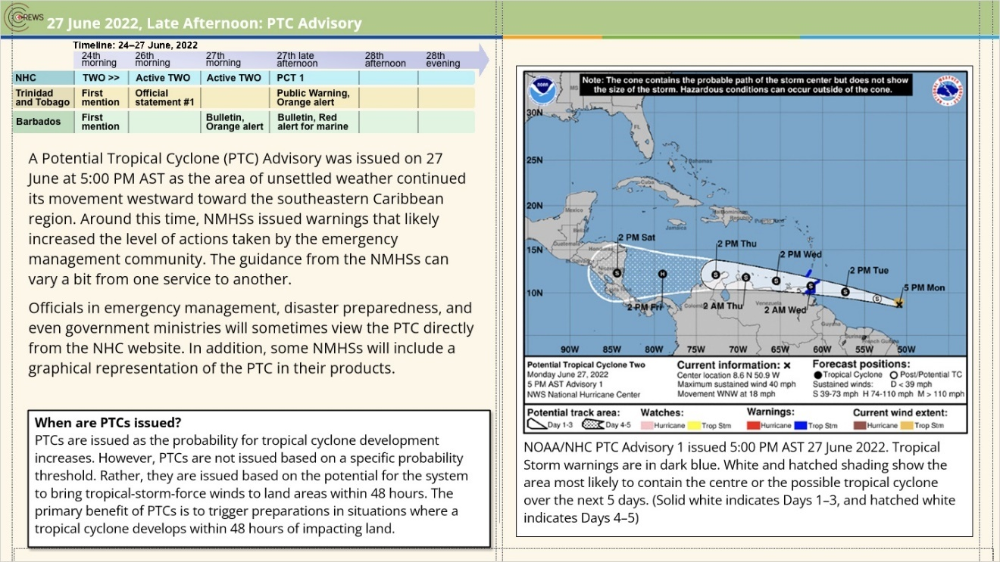 CREWS
27 June 2022, Late Afternoon: PTC Advisory
Timeline: 24–27 June, 2022
24th morning 26th morning 27th morning 27th late afternoon 28th afternoon 28th evening
NHC TWO >> Active TWO Active TWO PCT 1
Trinidad and Tobago First mention Official statement #1 Public Warning, Orange alert
Barbados First mention Bulletin, Orange alert Bulletin, Red alert for marine
A Potential Tropical Cyclone (PTC) Advisory was issued on 27
June at 5:00 PM AST as the area of unsettled weather continued
its movement westward toward the southeastern Caribbean
region. Around this time, NMHSs issued warnings that likely
increased the level of actions taken by the emergency
management community. The guidance from the NMHSs can
vary a bit from one service to another.
Officials in emergency management, disaster preparedness, and
even government ministries will sometimes view the PTC directly
from the NHC website. In addition, some NMHSs will include a
graphical representation of the PTC in their products.
When are PTCs issued?
PTCs are issued as the probability for tropical cyclone development
increases. However, PTCs are not issued based on a specific probability
threshold. Rather, they are issued based on the potential for the system
to bring tropical-storm-force winds to land areas within 48 hours. The
primary benefit of PTCs is to trigger preparations in situations where a
tropical cyclone develops within 48 hours of impacting land.
NOAA
Note: The cone contains the probable path of the storm center but does not show
the size of the storm. Hazardous conditions can occur outside of the cone.
MS
30N
FL
25N
Bahamas
Cuba
20N
Mexico
Jamaica
Puerto Rico
Belize
Guatemala
Honduras
15N
2 PM Sat
2 PM Thu
2 PM Wed
2 PM Tue
El Salvador
Nicaragua
S H S S S S S S
10N
5 PM Mon
Costa Rica
2 PM Fri
2 AM Thu
Venezuela
2 AM Wed
Guyana
Suriname
French Guiana
90W 85W 80W 75W 70W 65W 60W 55W 50W
Potential Tropical Cyclone Two
Monday June 27, 2022
5 PM AST Advisory 1
NWS National Hurricane Center
Current information: x
Center location 8.6 N 50.9 W
Maximum sustained wind 40 mph
Movement WNW at 18 mph
Forecast positions:
Tropical Cyclone Post/Potential TC
Sustained winds: D < 39 mph
S 39-73 mph H 74-110 mph M > 110 mph
Potential track area:
Day 1-3 Day 4-5
Watches:
Hurricane Trop Stm
Warnings:
Hurricane Trop Stm
Current wind extent:
Hurricane Trop Stm
NOAA/NHC PTC Advisory 1 issued 5:00 PM AST 27 June 2022. Tropical
Storm warnings are in dark blue. White and hatched shading show the
area most likely to contain the centre or the possible tropical cyclone
over the next 5 days. (Solid white indicates Days 1–3, and hatched white
indicates Days 4–5)